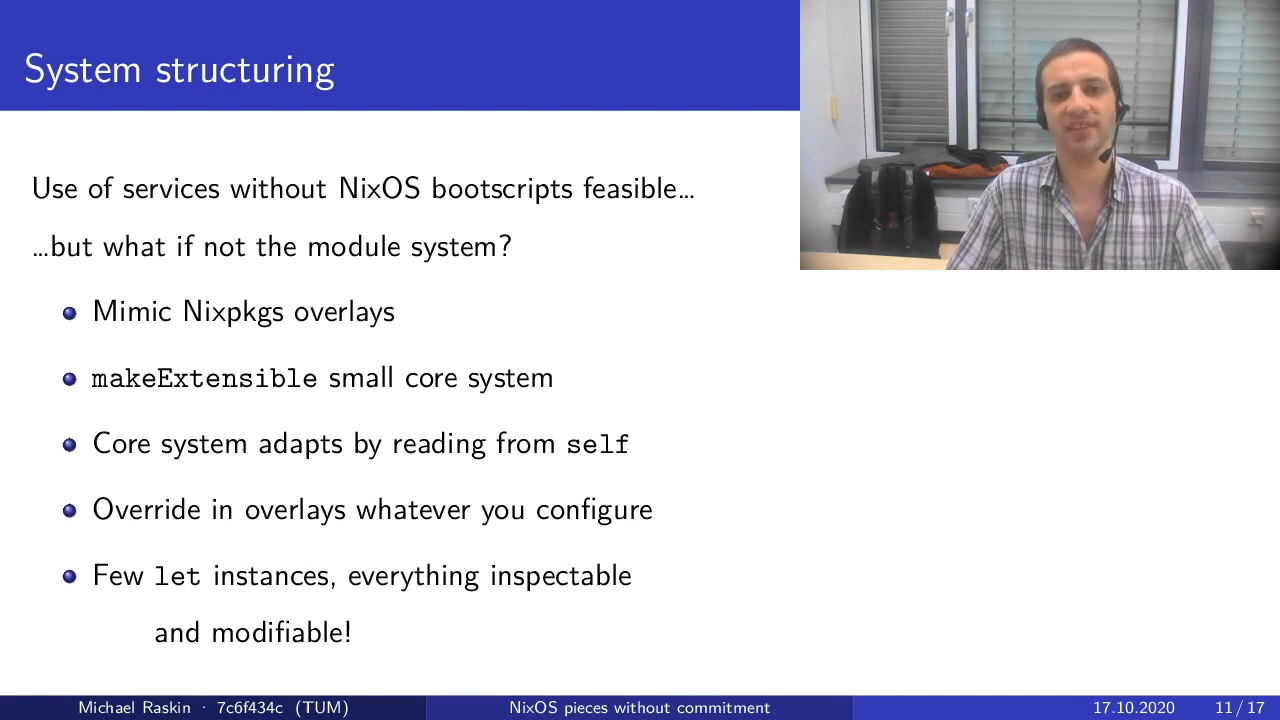 System structuring
Use of services without NixOS bootscripts feasible…
…but what if not the module system?
Mimic Nixpkgs overlays
makeExtensible small core system
Core system adapts by reading from self
Override in overlays whatever you configure
Few let instances, everything inspectable
and modifiable!
Michael Raskin · 7c6f434c (TUM)
NixOS pieces without commitment
17.10.2020
11 / 17